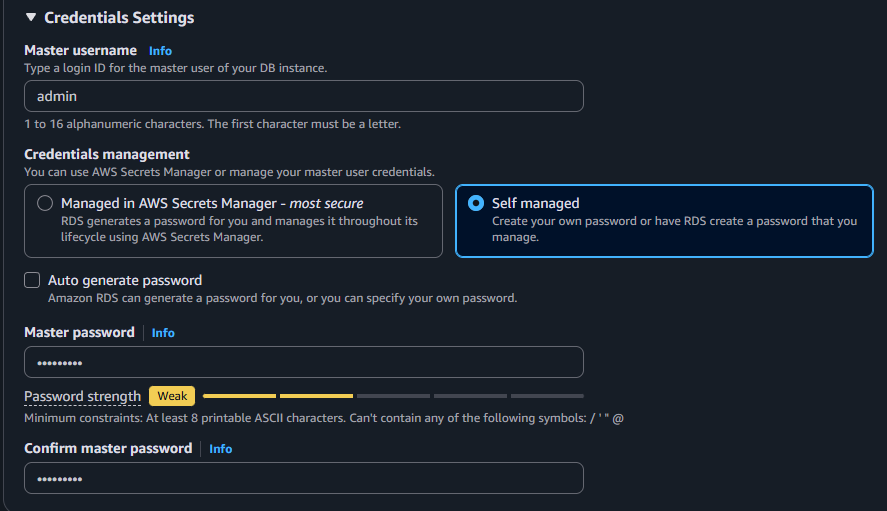 Credentials Settings
Master username Info
Type a login ID for the master user of your DB instance.
admin
1 to 16 alphanumeric characters. The first character must be a letter.
Credentials management
You can use AWS Secrets Manager or manage your master user credentials.
Managed in AWS Secrets Manager - most secure
RDS generates a password for you and manages it throughout its
lifecycle using AWS Secrets Manager.
Self managed
Create your own password or have RDS create a password that you
manage.
Auto generate password
Amazon RDS can generate a password for you, or you can specify your own password.
Master password Info
•••••••••
Password strength Weak
Minimum constraints: At least 8 printable ASCII characters. Can't contain any of the following symbols: / ' " @
Confirm master password Info
•••••••••